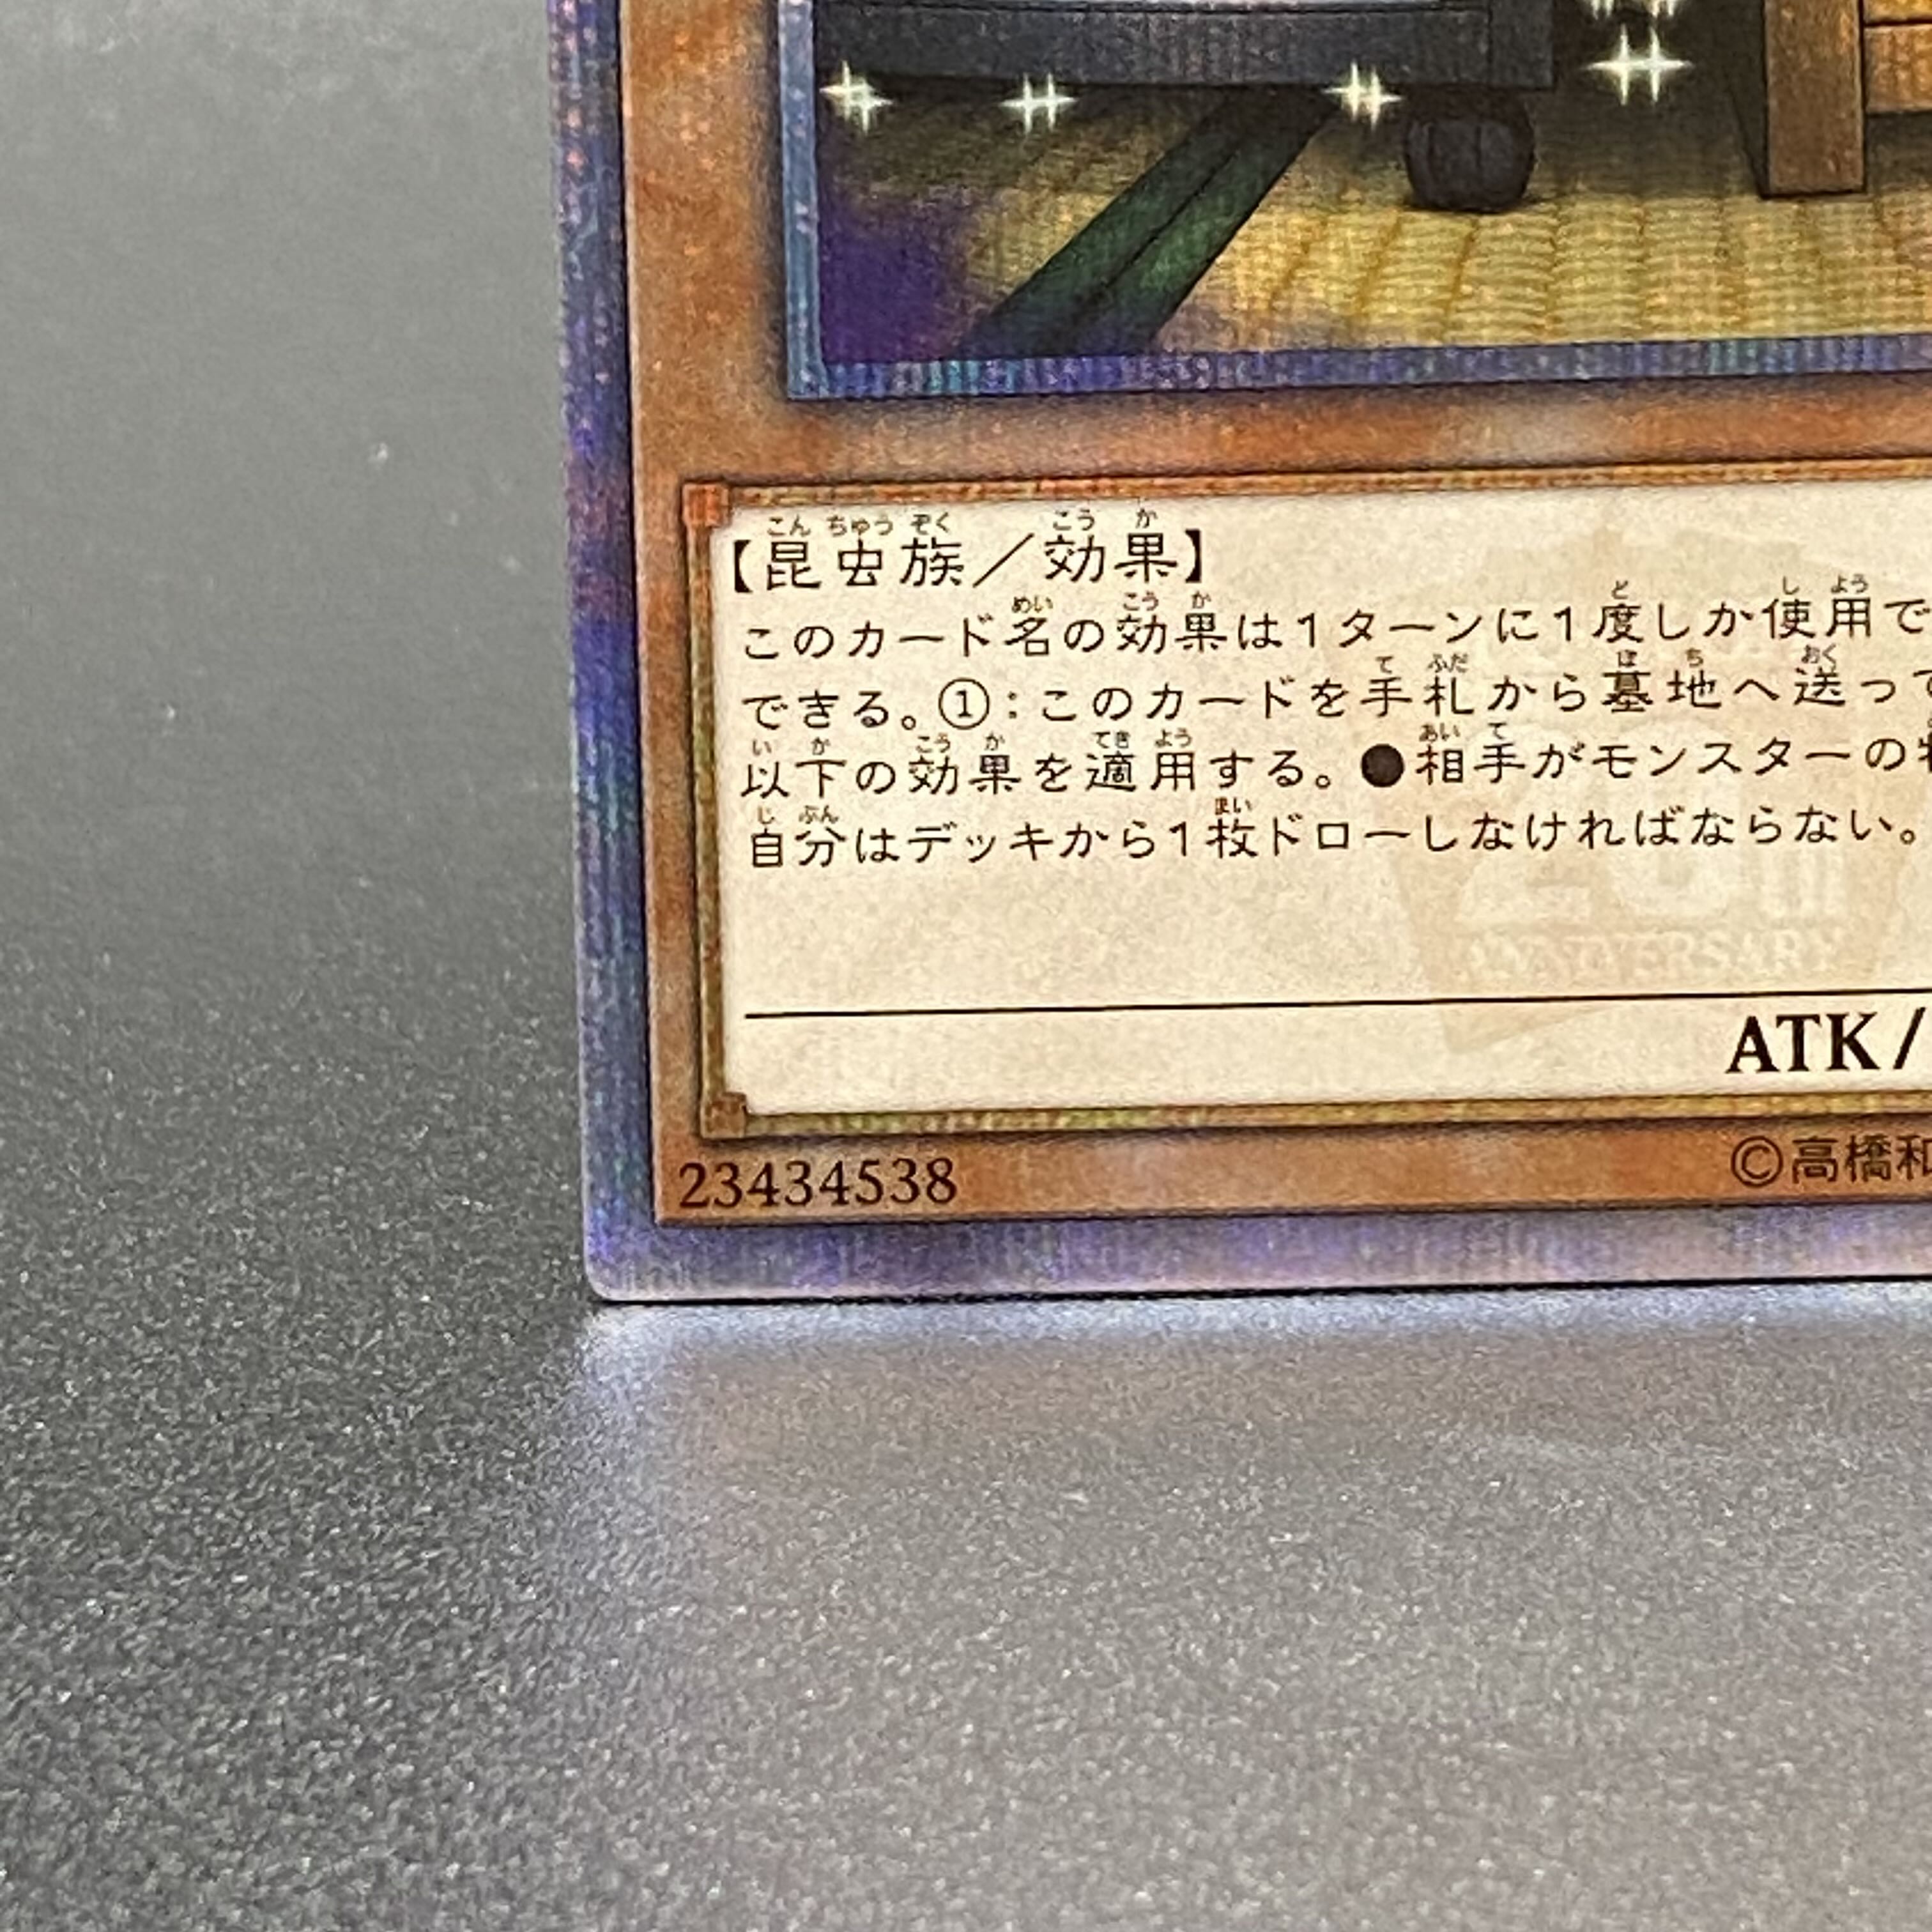 【昆虫族／効果】
このカード名の効果は1ターンに1度しか使用で
できる。①：このカードを手札から墓地へ送って
以下の効果を適用する。●相手がモンスターの
自分はデッキから1枚ドローしなければならない。
20th
ANNIVERSARY
ATK/
23434538
©高橋和